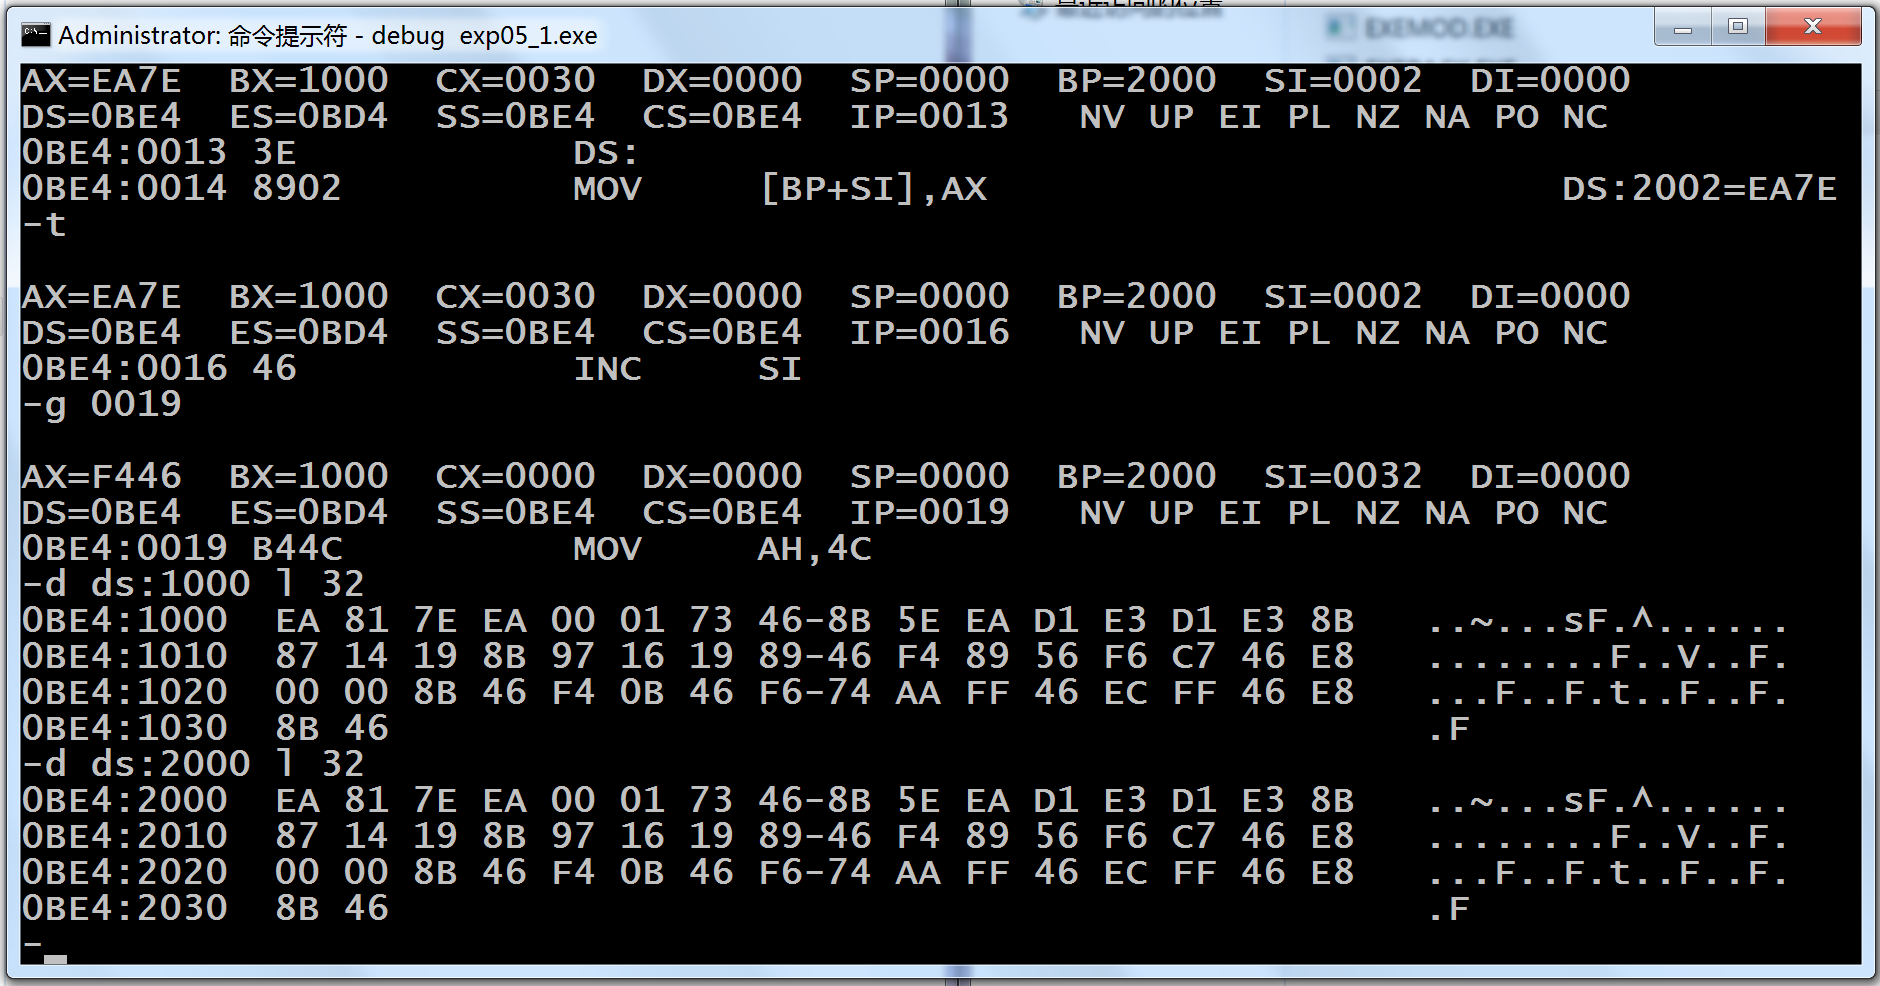 最近访问的位置
EXEMOD.EXE
Administrator: 命令提示符 - debug  exp05_1.exe
AX=EA7E  BX=1000  CX=0030  DX=0000  SP=0000  BP=2000  SI=0002  DI=0000
DS=0BE4  ES=0BD4  SS=0BE4  CS=0BE4  IP=0013   NV UP EI PL NZ NA PO NC
0BE4:0013 3E            DS:
0BE4:0014 8902          MOV     [BP+SI],AX                         DS:2002=EA7E
-t
AX=EA7E  BX=1000  CX=0030  DX=0000  SP=0000  BP=2000  SI=0002  DI=0000
DS=0BE4  ES=0BD4  SS=0BE4  CS=0BE4  IP=0016   NV UP EI PL NZ NA PO NC
0BE4:0016 46            INC     SI
-g 0019
AX=F446  BX=1000  CX=0000  DX=0000  SP=0000  BP=2000  SI=0032  DI=0000
DS=0BE4  ES=0BD4  SS=0BE4  CS=0BE4  IP=0019   NV UP EI PL NZ NA PO NC
0BE4:0019 B44C          MOV     AH,4C
-d ds:1000 l 32
0BE4:1000  EA 81 7E EA 00 01 73 46-8B 5E EA D1 E3 D1 E3 8B   ..~...sF.^......
0BE4:1010  87 14 19 8B 97 16 19 89-46 F4 89 56 F6 C7 46 E8   ........F..V..F.
0BE4:1020  00 00 8B 46 F4 0B 46 F6-74 AA FF 46 EC FF 46 E8   ...F..F.t..F..F.
0BE4:1030  8B 46                                             .F
-d ds:2000 l 32
0BE4:2000  EA 81 7E EA 00 01 73 46-8B 5E EA D1 E3 D1 E3 8B   ..~...sF.^......
0BE4:2010  87 14 19 8B 97 16 19 89-46 F4 89 56 F6 C7 46 E8   ........F..V..F.
0BE4:2020  00 00 8B 46 F4 0B 46 F6-74 AA FF 46 EC FF 46 E8   ...F..F.t..F..F.
0BE4:2030  8B 46                                             .F
-